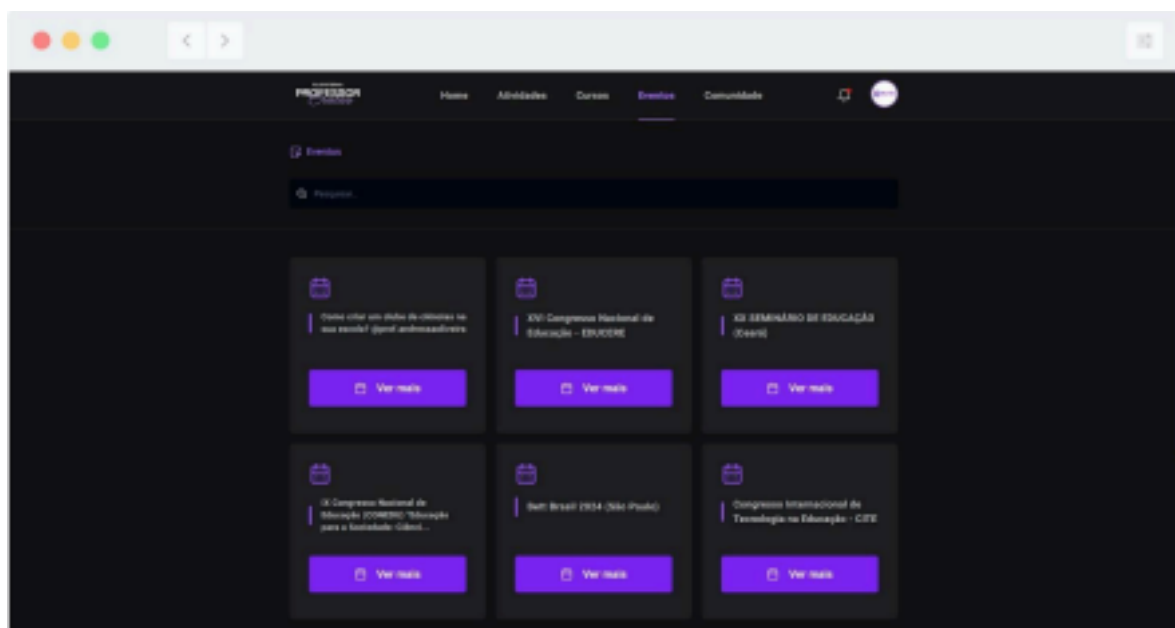 PROFESSOR
Home Atividades Cursos Eventos Comunidade
Eventos
Pesquisar...
Como criar um clube de ciências na
sua escola?
XVI Congresso Nacional de
Educação - EDUCERE
XII SEMINÁRIO DE EDUCAÇÃO
(Ceará)
Ver mais
Ver mais
Ver mais
IX Congresso Nacional de
Educação (CONEDU) "Educação
para a Sociedade: Ciênci...
Bett Brasil 2024 (São Paulo)
Congresso Internacional de
Tecnologia na Educação - CITE
Ver mais
Ver mais
Ver mais